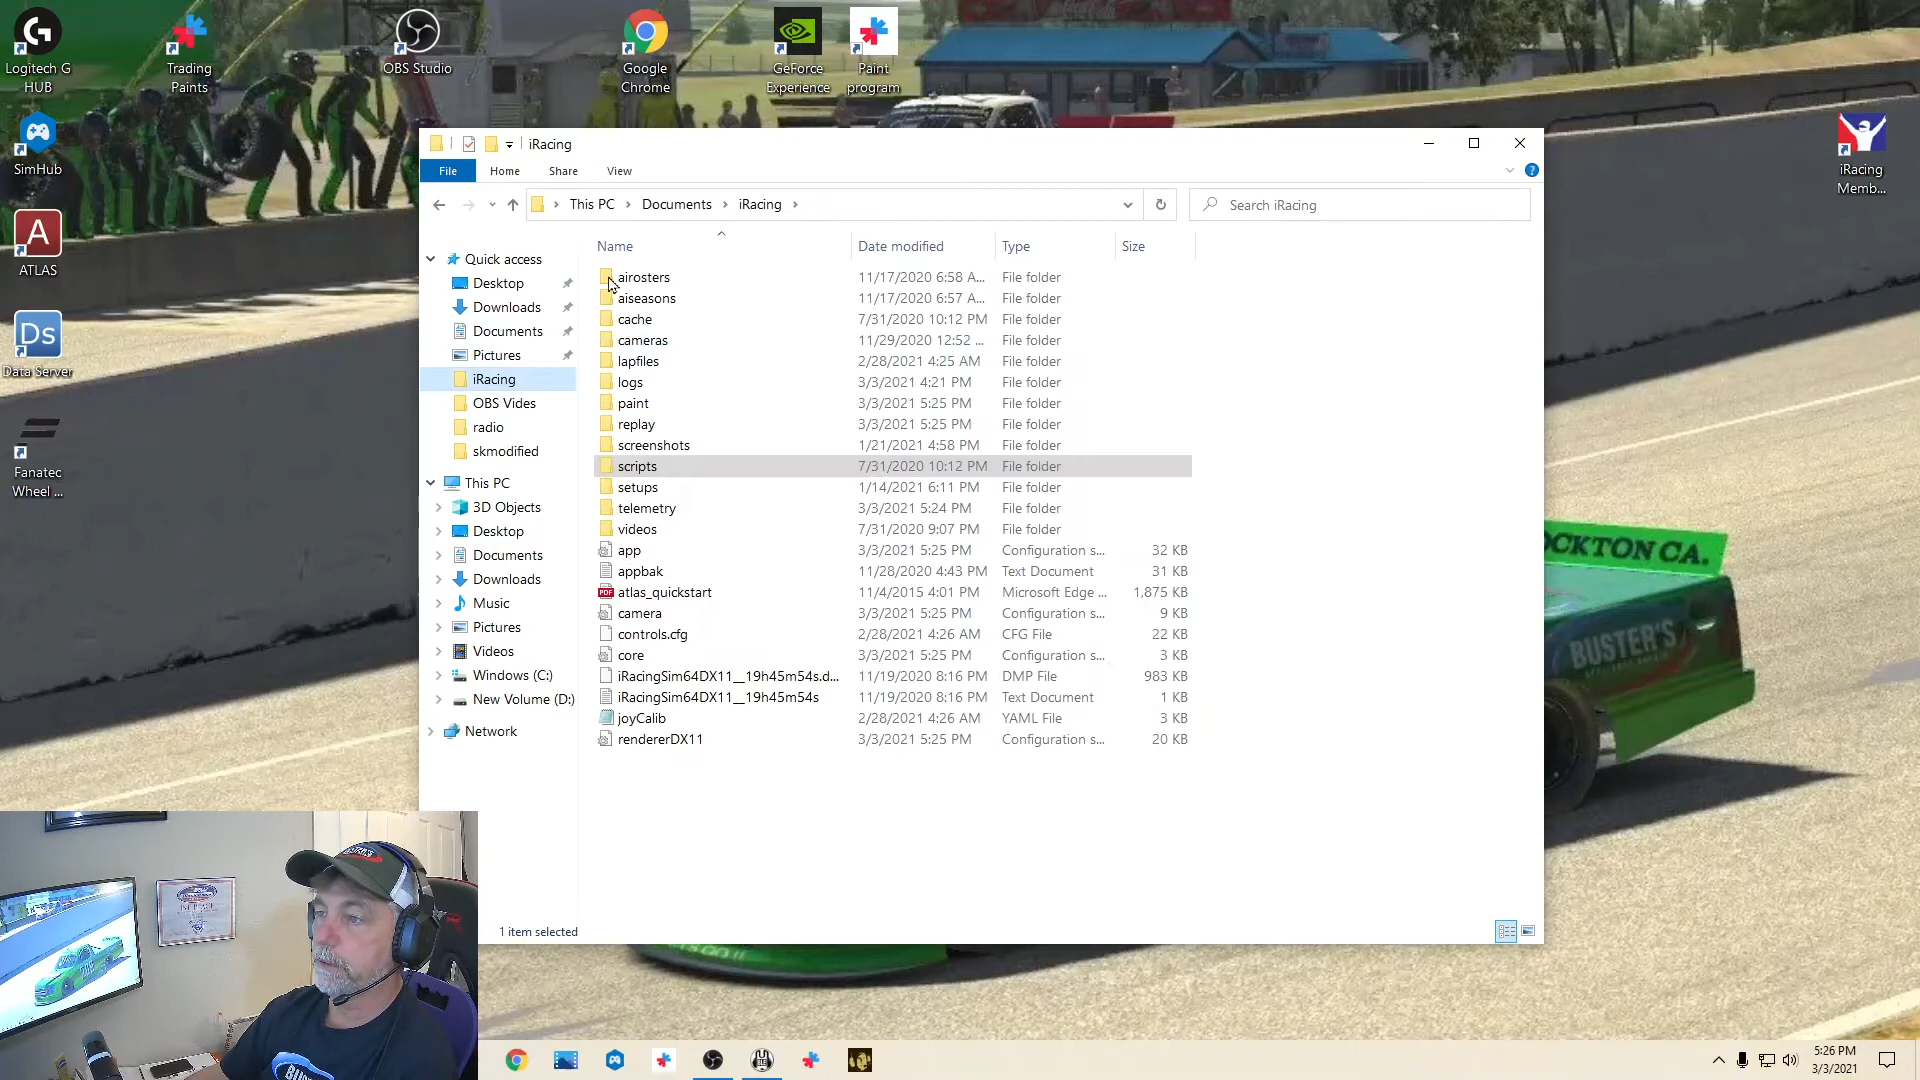 Logitech G
HUB
Trading
Paints
OBS Studio
Google
Chrome
GeForce
Experience
Paint
program
SimHub
ATLAS
Ds
Data Server
Fanatec
Wheel ...
iRacing
Memb...
iRacing
File Home Share View
This PC Documents iRacing
Search iRacing
Name Date modified Type Size
Quick access
Desktop
Downloads
Documents
Pictures
iRacing
OBS Vides
radio
skmodified
This PC
3D Objects
Desktop
Documents
Downloads
Music
Pictures
Videos
Windows (C:)
New Volume (D:)
Network
airosters 11/17/2020 6:58 A... File folder
aiseasons 11/17/2020 6:57 A... File folder
cache 7/31/2020 10:12 PM File folder
cameras 11/29/2020 12:52 ... File folder
lapfiles 2/28/2021 4:25 AM File folder
logs 3/3/2021 4:21 PM File folder
paint 3/3/2021 5:25 PM File folder
replay 3/3/2021 5:25 PM File folder
screenshots 1/21/2021 4:58 PM File folder
scripts 7/31/2020 10:12 PM File folder
setups 1/14/2021 6:11 PM File folder
telemetry 3/3/2021 5:24 PM File folder
videos 7/31/2020 9:07 PM File folder
app 3/3/2021 5:25 PM Configuration s... 32 KB
appbak 11/28/2020 4:43 PM Text Document 31 KB
PDF atlas_quickstart 11/4/2015 4:01 PM Microsoft Edge ... 1,875 KB
camera 3/3/2021 5:25 PM Configuration s... 9 KB
controls.cfg 2/28/2021 4:26 AM CFG File 22 KB
core 3/3/2021 5:25 PM Configuration s... 3 KB
iRacingSim64DX11__19h45m54s.d... 11/19/2020 8:16 PM DMP File 983 KB
iRacingSim64DX11__19h45m54s 11/19/2020 8:16 PM Text Document 1 KB
joyCalib 2/28/2021 4:26 AM YAML File 3 KB
rendererDX11 3/3/2021 5:25 PM Configuration s... 20 KB
1 item selected
OCKTON CA.
BUSTER'S
1ST PLACE
5:26 PM
3/3/2021